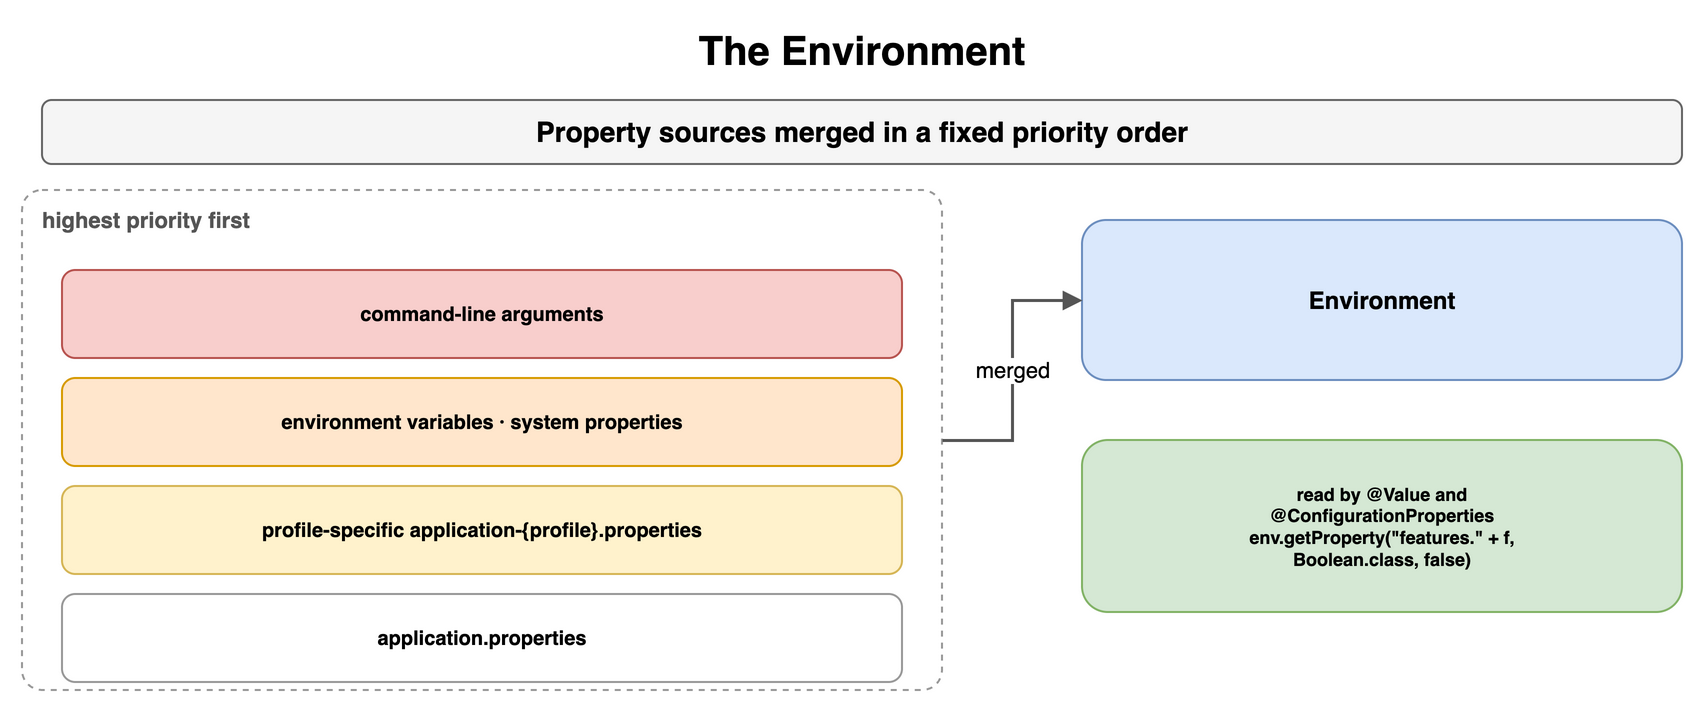 The Environment
Property sources merged in a fixed priority order
highest priority first
command-line arguments
environment variables · system properties
profile-specific application-{profile}.properties
application.properties
merged
Environment
read by @Value and
@ConfigurationProperties
env.getProperty("features." + f,
Boolean.class, false)